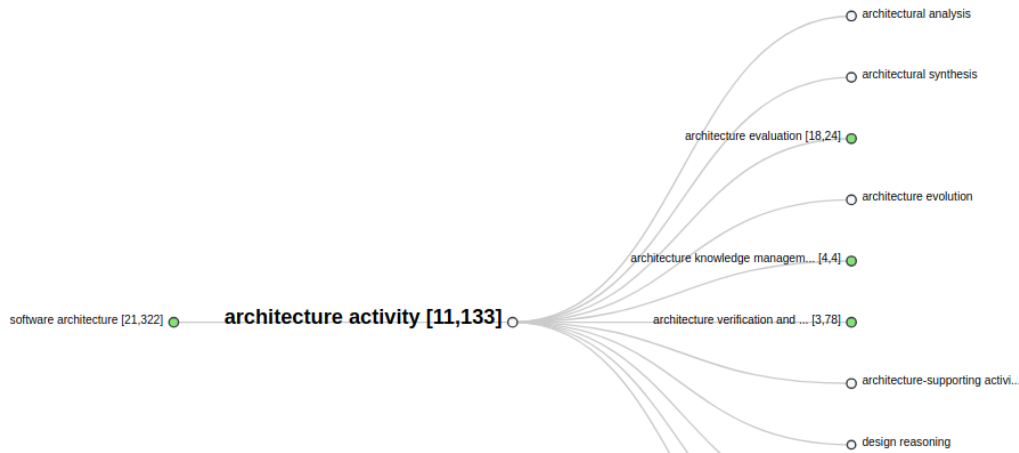 architectural analysis
architectural synthesis
architecture evaluation [18,24]
architecture evolution
architecture knowledge managem... [4,4]
software architecture [21,322]
architecture activity [11,133]
architecture verification and ... [3,78]
architecture-supporting activi...
design reasoning